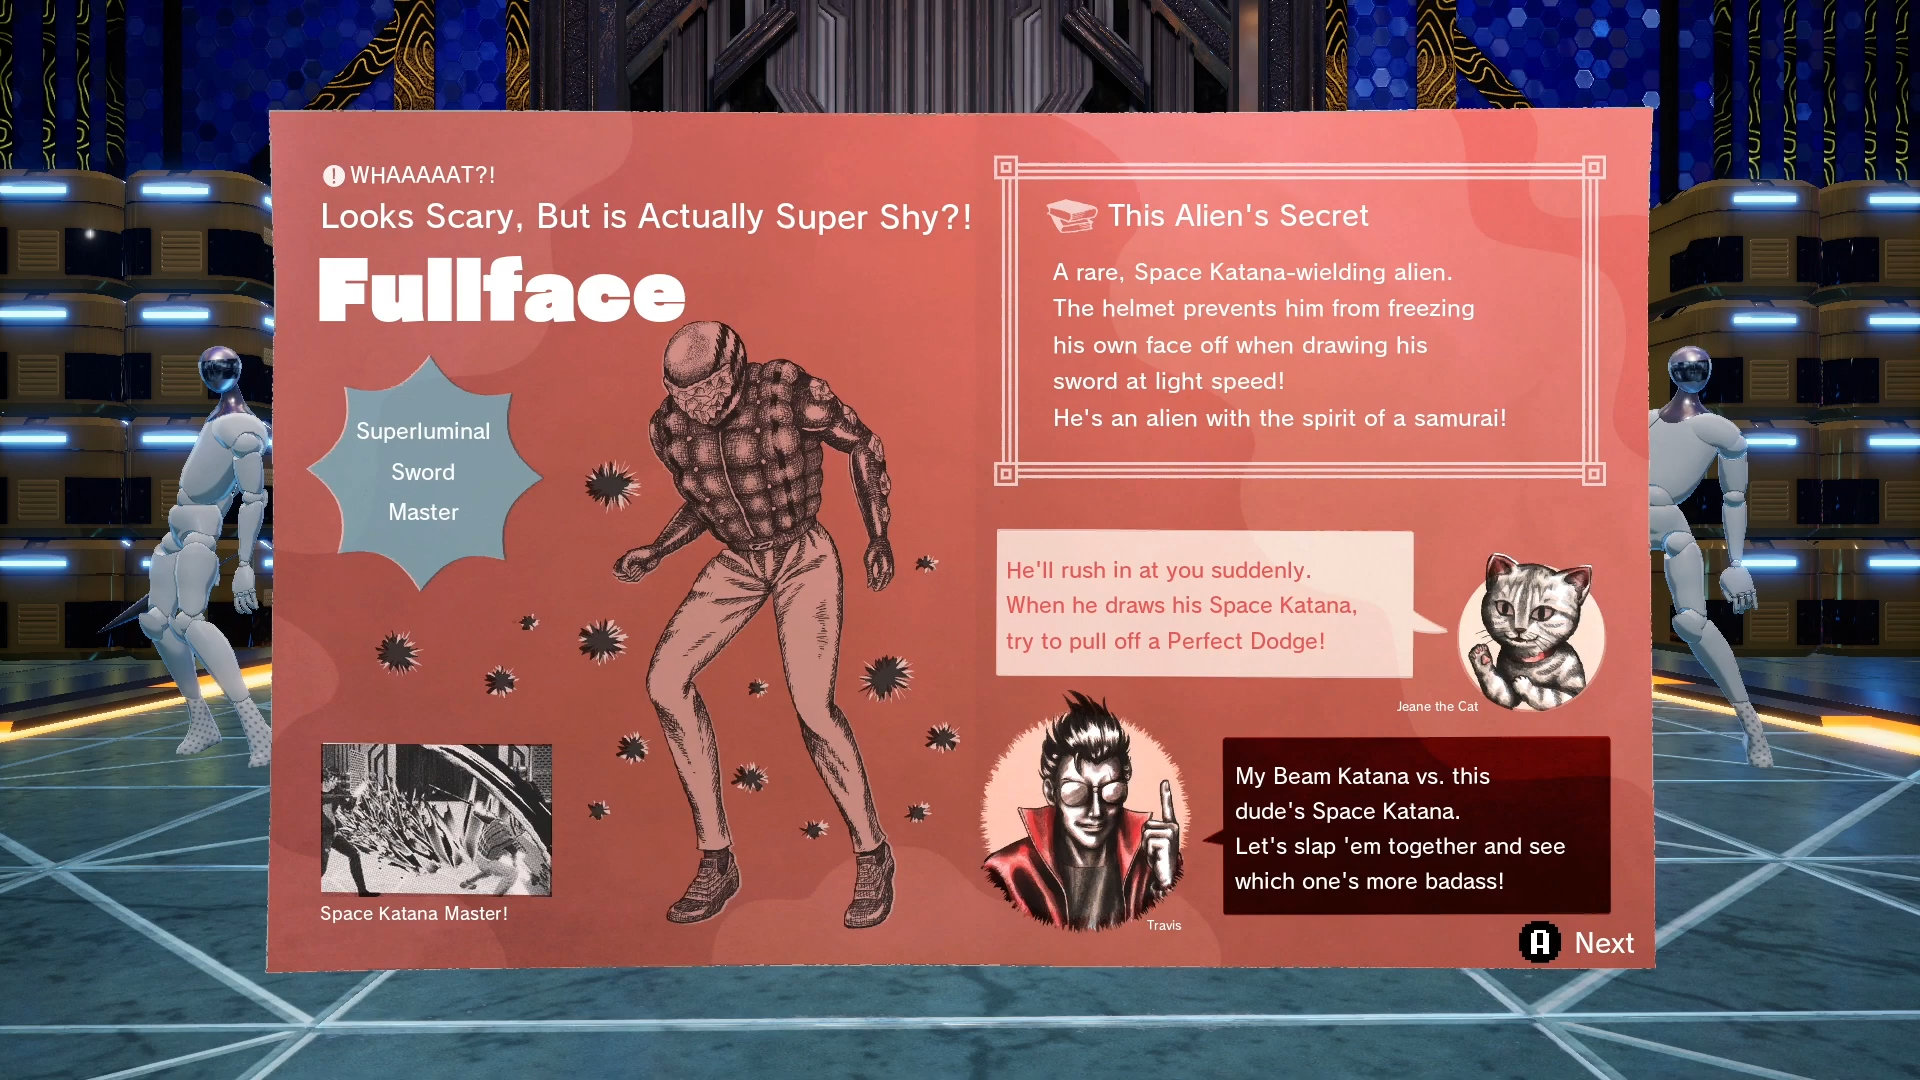 WHAAAAAT?!
Looks Scary, But is Actually Super Shy?!
Fullface
Superluminal
Sword
Master
Space Katana Master!
This Alien's Secret
A rare, Space Katana-wielding alien.
The helmet prevents him from freezing
his own face off when drawing his
sword at light speed!
He's an alien with the spirit of a samurai!
He'll rush in at you suddenly.
When he draws his Space Katana,
try to pull off a Perfect Dodge!
Jeane the Cat
My Beam Katana vs. this
dude's Space Katana.
Let's slap 'em together and see
which one's more badass!
Travis
A Next